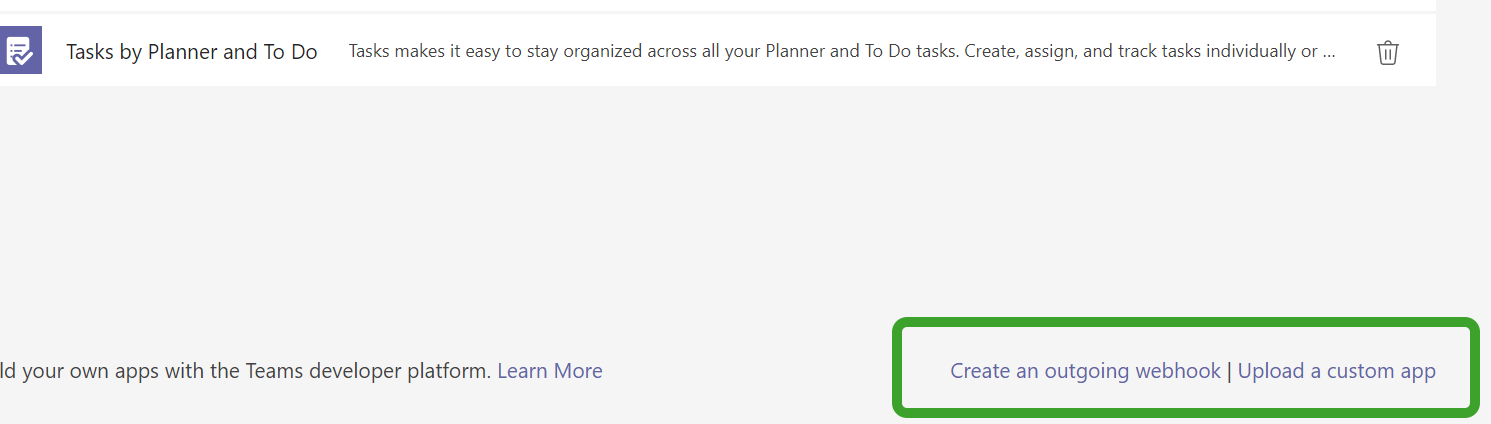 Tasks by Planner and To Do Tasks makes it easy to stay organized across all your Planner and To Do tasks. Create, assign, and track tasks individually or ...
ld your own apps with the Teams developer platform. Learn More Create an outgoing webhook | Upload a custom app